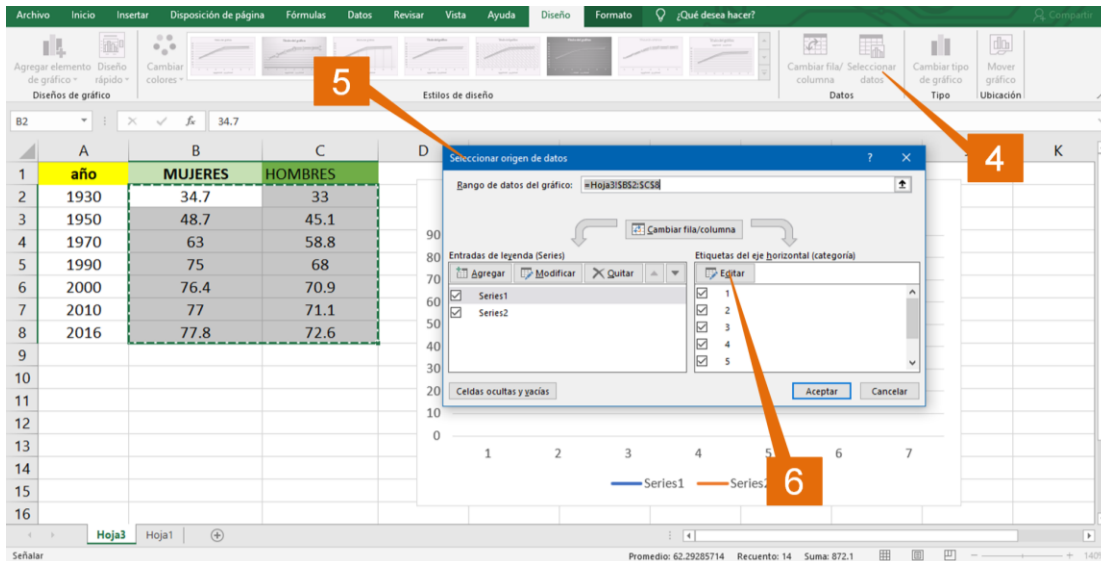 Archivo Inicio Insertar Disposición de página Fórmulas Datos Revisar Vista Ayuda Diseño Formato ¿Qué desea hacer? Compartir
Agregar elemento de gráfico Diseño rápido Cambiar colores Cambiar fila/columna Seleccionar datos Cambiar tipo de gráfico Mover gráfico
Diseños de gráfico Estilos de diseño Datos Tipo Ubicación
5
4
B2 fx 34.7
A B C D K
1 año MUJERES HOMBRES
2 1930 34.7 33
3 1950 48.7 45.1
4 1970 63 58.8
5 1990 75 68
6 2000 76.4 70.9
7 2010 77 71.1
8 2016 77.8 72.6
9
10
11
12
13
14
15
16
Seleccionar origen de datos ? ×
Rango de datos del gráfico: =Hoja3!$B$2:$C$8
Cambiar fila/columna
Entradas de leyenda (Series) Etiquetas del eje horizontal (categoría)
Agregar Modificar Quitar Editar
Series1 1
Series2 2
3
4
5
Celdas ocultas y vacías Aceptar Cancelar
90
80
70
60
50
40
30
20
10
0
1 2 3 4 5 6 7
Series1 Series2
6
Hoja3 Hoja1
Señalar Promedio: 62.29285714 Recuento: 14 Suma: 872.1 140%